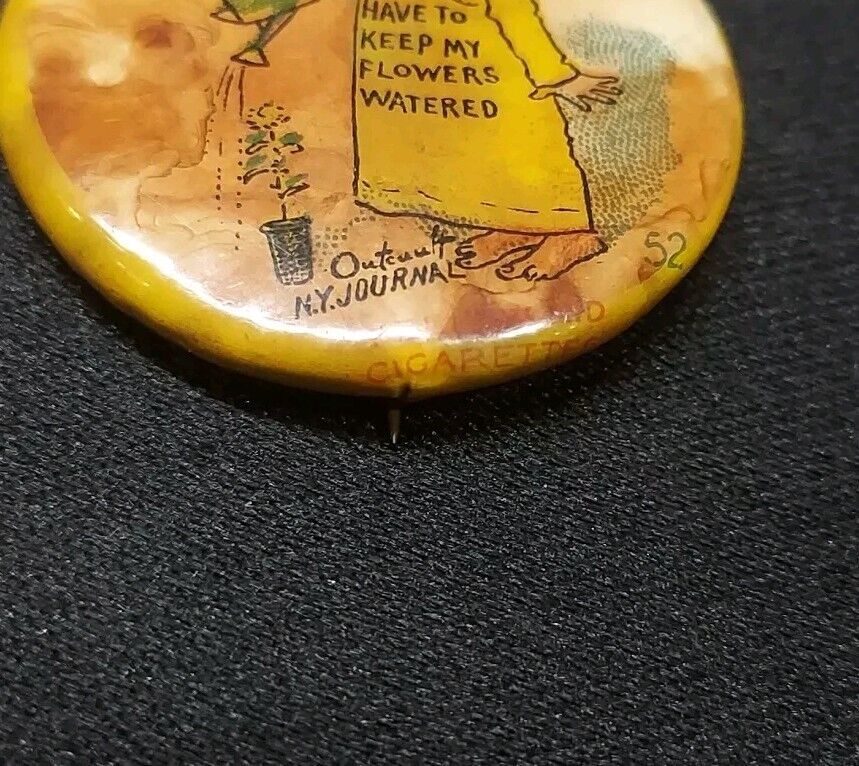 HAVE TO
KEEP MY
FLOWERS
WATERED
Outcault
N.Y. JOURNAL
52
CIGARETTES